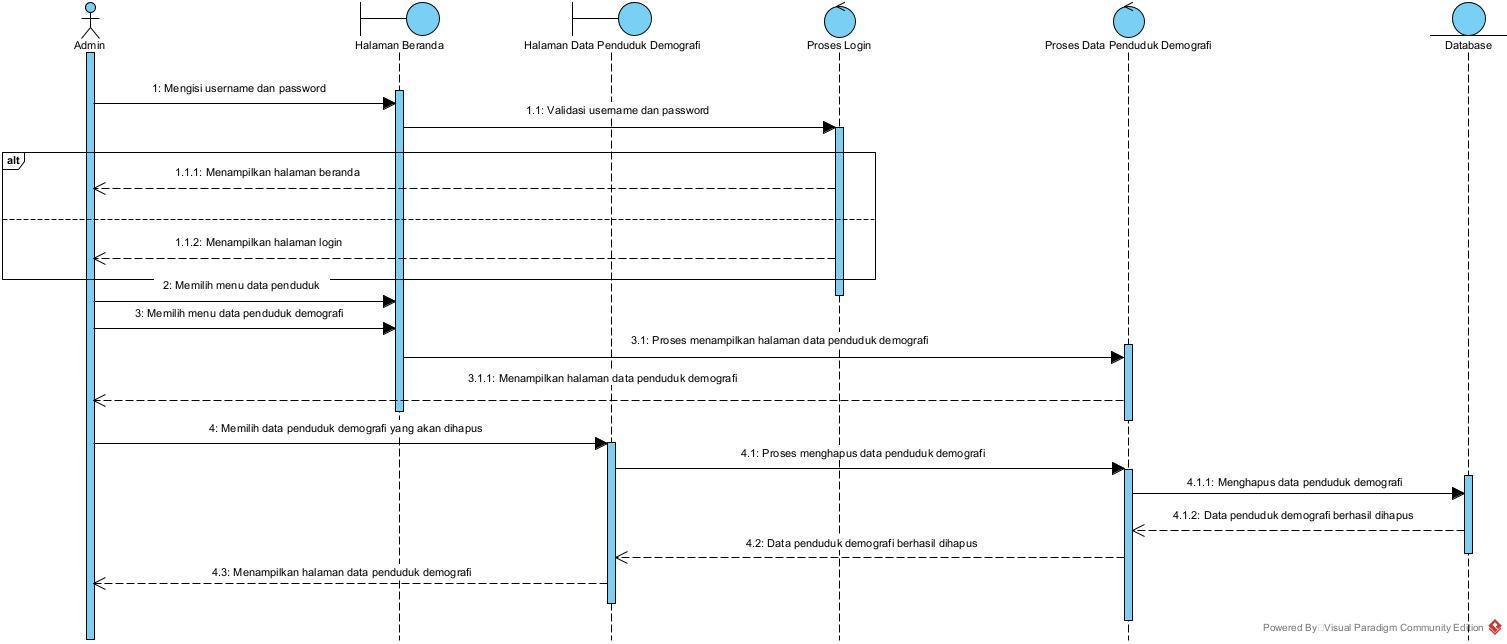 Admin
Halaman Beranda
Halaman Data Penduduk Demografi
Proses Login
Proses Data Penduduk Demografi
Database
1: Mengisi username dan password
1.1: Validasi username dan password
alt
1.1.1: Menampilkan halaman beranda
1.1.2: Menampilkan halaman login
2: Memilih menu data penduduk
3: Memilih menu data penduduk demografi
3.1: Proses menampilkan halaman data penduduk demografi
3.1.1: Menampilkan halaman data penduduk demografi
4: Memilih data penduduk demografi yang akan dihapus
4.1: Proses menghapus data penduduk demografi
4.1.1: Menghapus data penduduk demografi
4.1.2: Data penduduk demografi berhasil dihapus
4.2: Data penduduk demografi berhasil dihapus
4.3: Menampilkan halaman data penduduk demografi
Powered By Visual Paradigm Community Edition